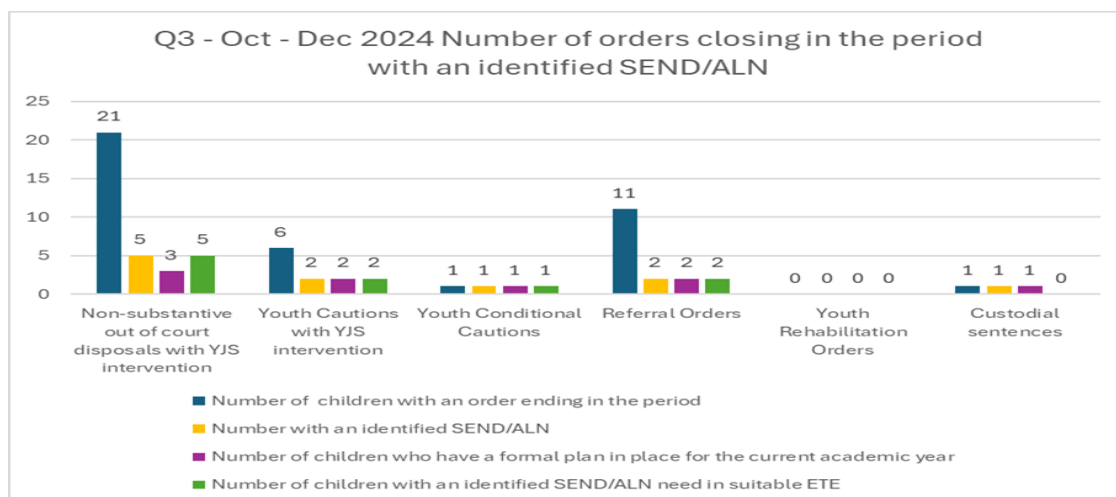 Q3 - Oct - Dec 2024 Number of orders closing in the period
with an identified SEND/ALN
25
20
15
10
5
0
21
5
3
5
6
2
2
2
1
1
1
1
11
2
2
2
0
0
0
0
1
1
1
0
Non-substantive
out of court
disposals with YJS
intervention
Youth Cautions
with YJS
intervention
Youth Conditional
Cautions
Referral Orders
Youth
Rehabilitation
Orders
Custodial
sentences
Number of children with an order ending in the period
Number with an identified SEND/ALN
Number of children who have a formal plan in place for the current academic year
Number of children with an identified SEND/ALN need in suitable ETE